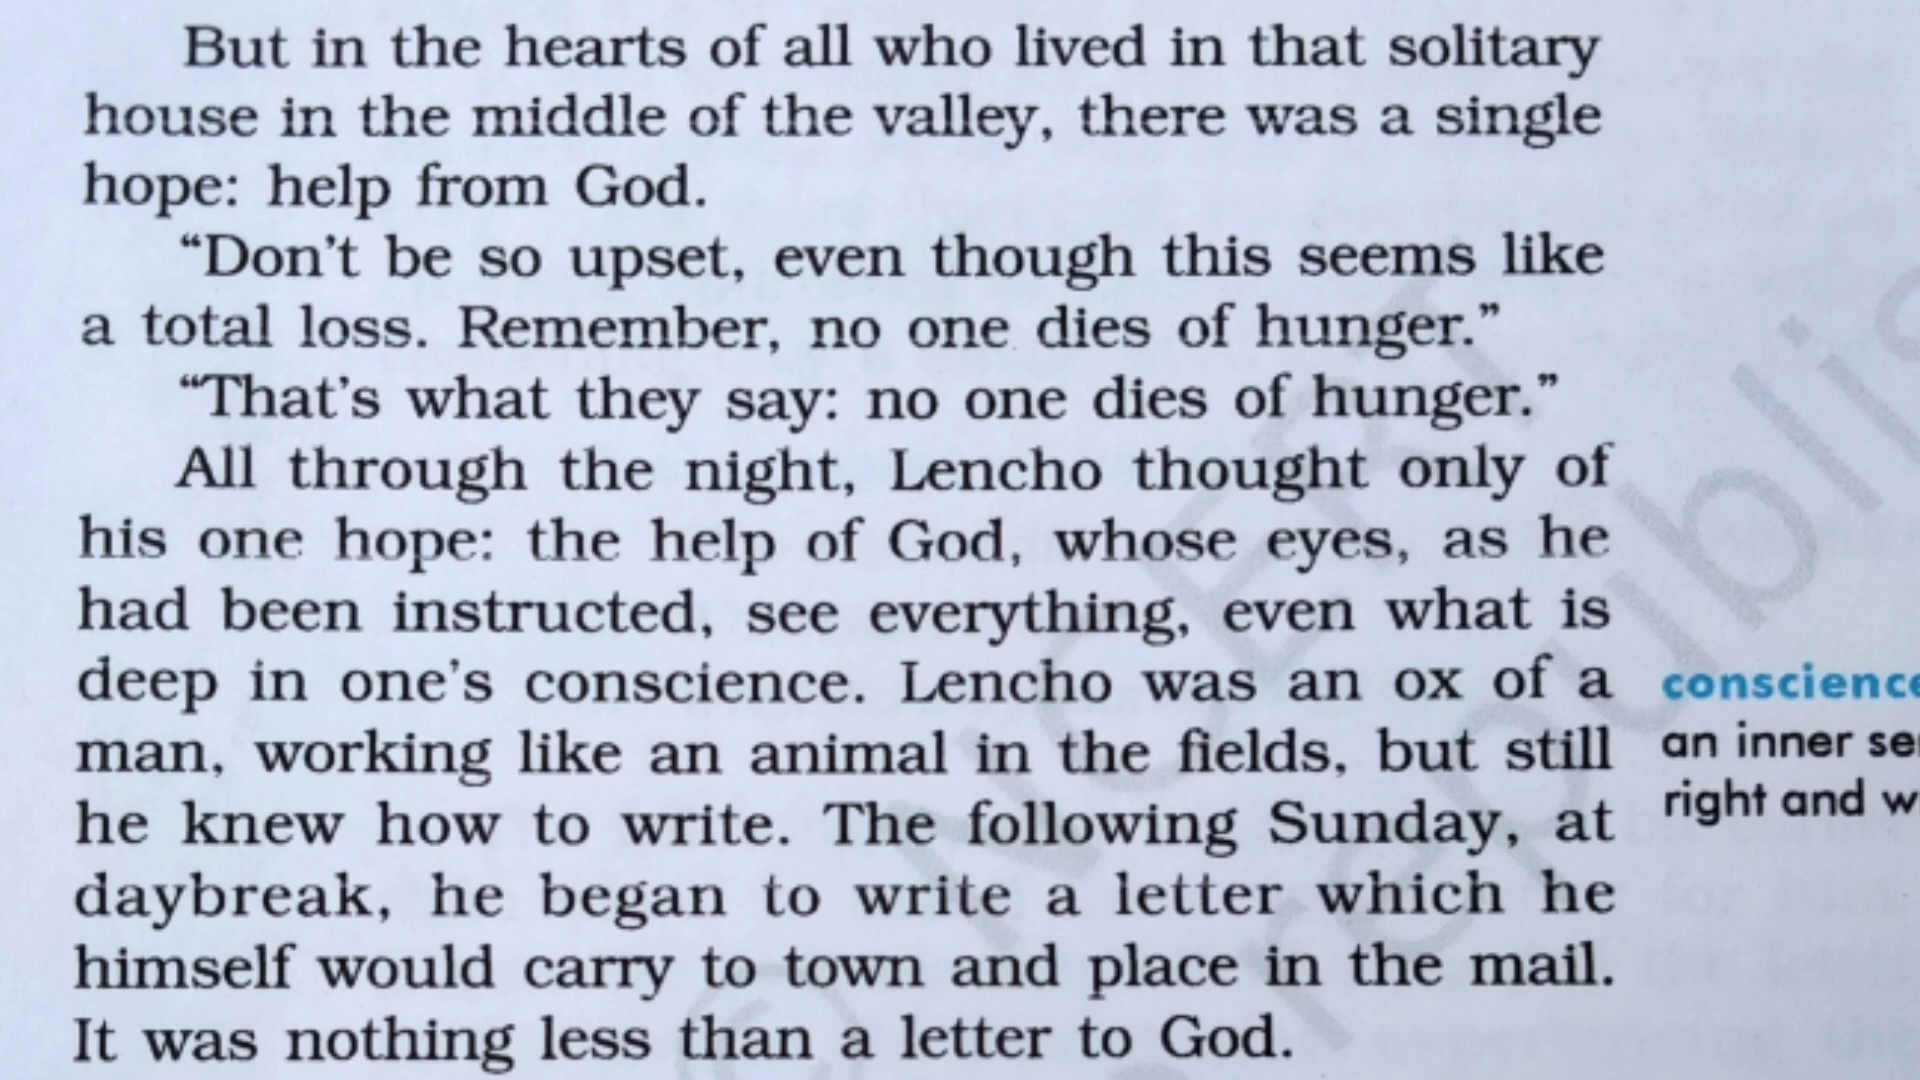 But in the hearts of all who lived in that solitary
house in the middle of the valley, there was a single
hope: help from God.
“Don’t be so upset, even though this seems like
a total loss. Remember, no one dies of hunger.”
“That’s what they say: no one dies of hunger.”
All through the night, Lencho thought only of
his one hope: the help of God, whose eyes, as he
had been instructed, see everything, even what is
deep in one’s conscience. Lencho was an ox of a
man, working like an animal in the fields, but still
he knew how to write. The following Sunday, at
daybreak, he began to write a letter which he
himself would carry to town and place in the mail.
It was nothing less than a letter to God.
conscience
an inner
right and
© NCERT